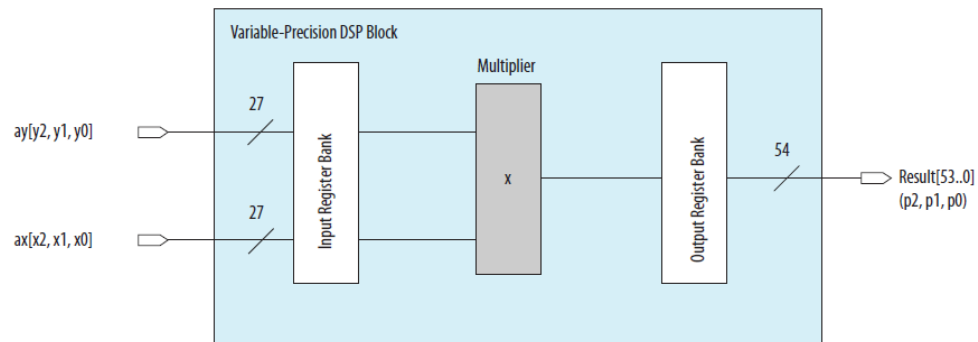 Variable-Precision DSP Block
Multiplier
27
ay[y2, y1, y0]
Input Register Bank
x
Output Register Bank
54
Result[53..0]
(p2, p1, p0)
27
ax[x2, x1, x0]